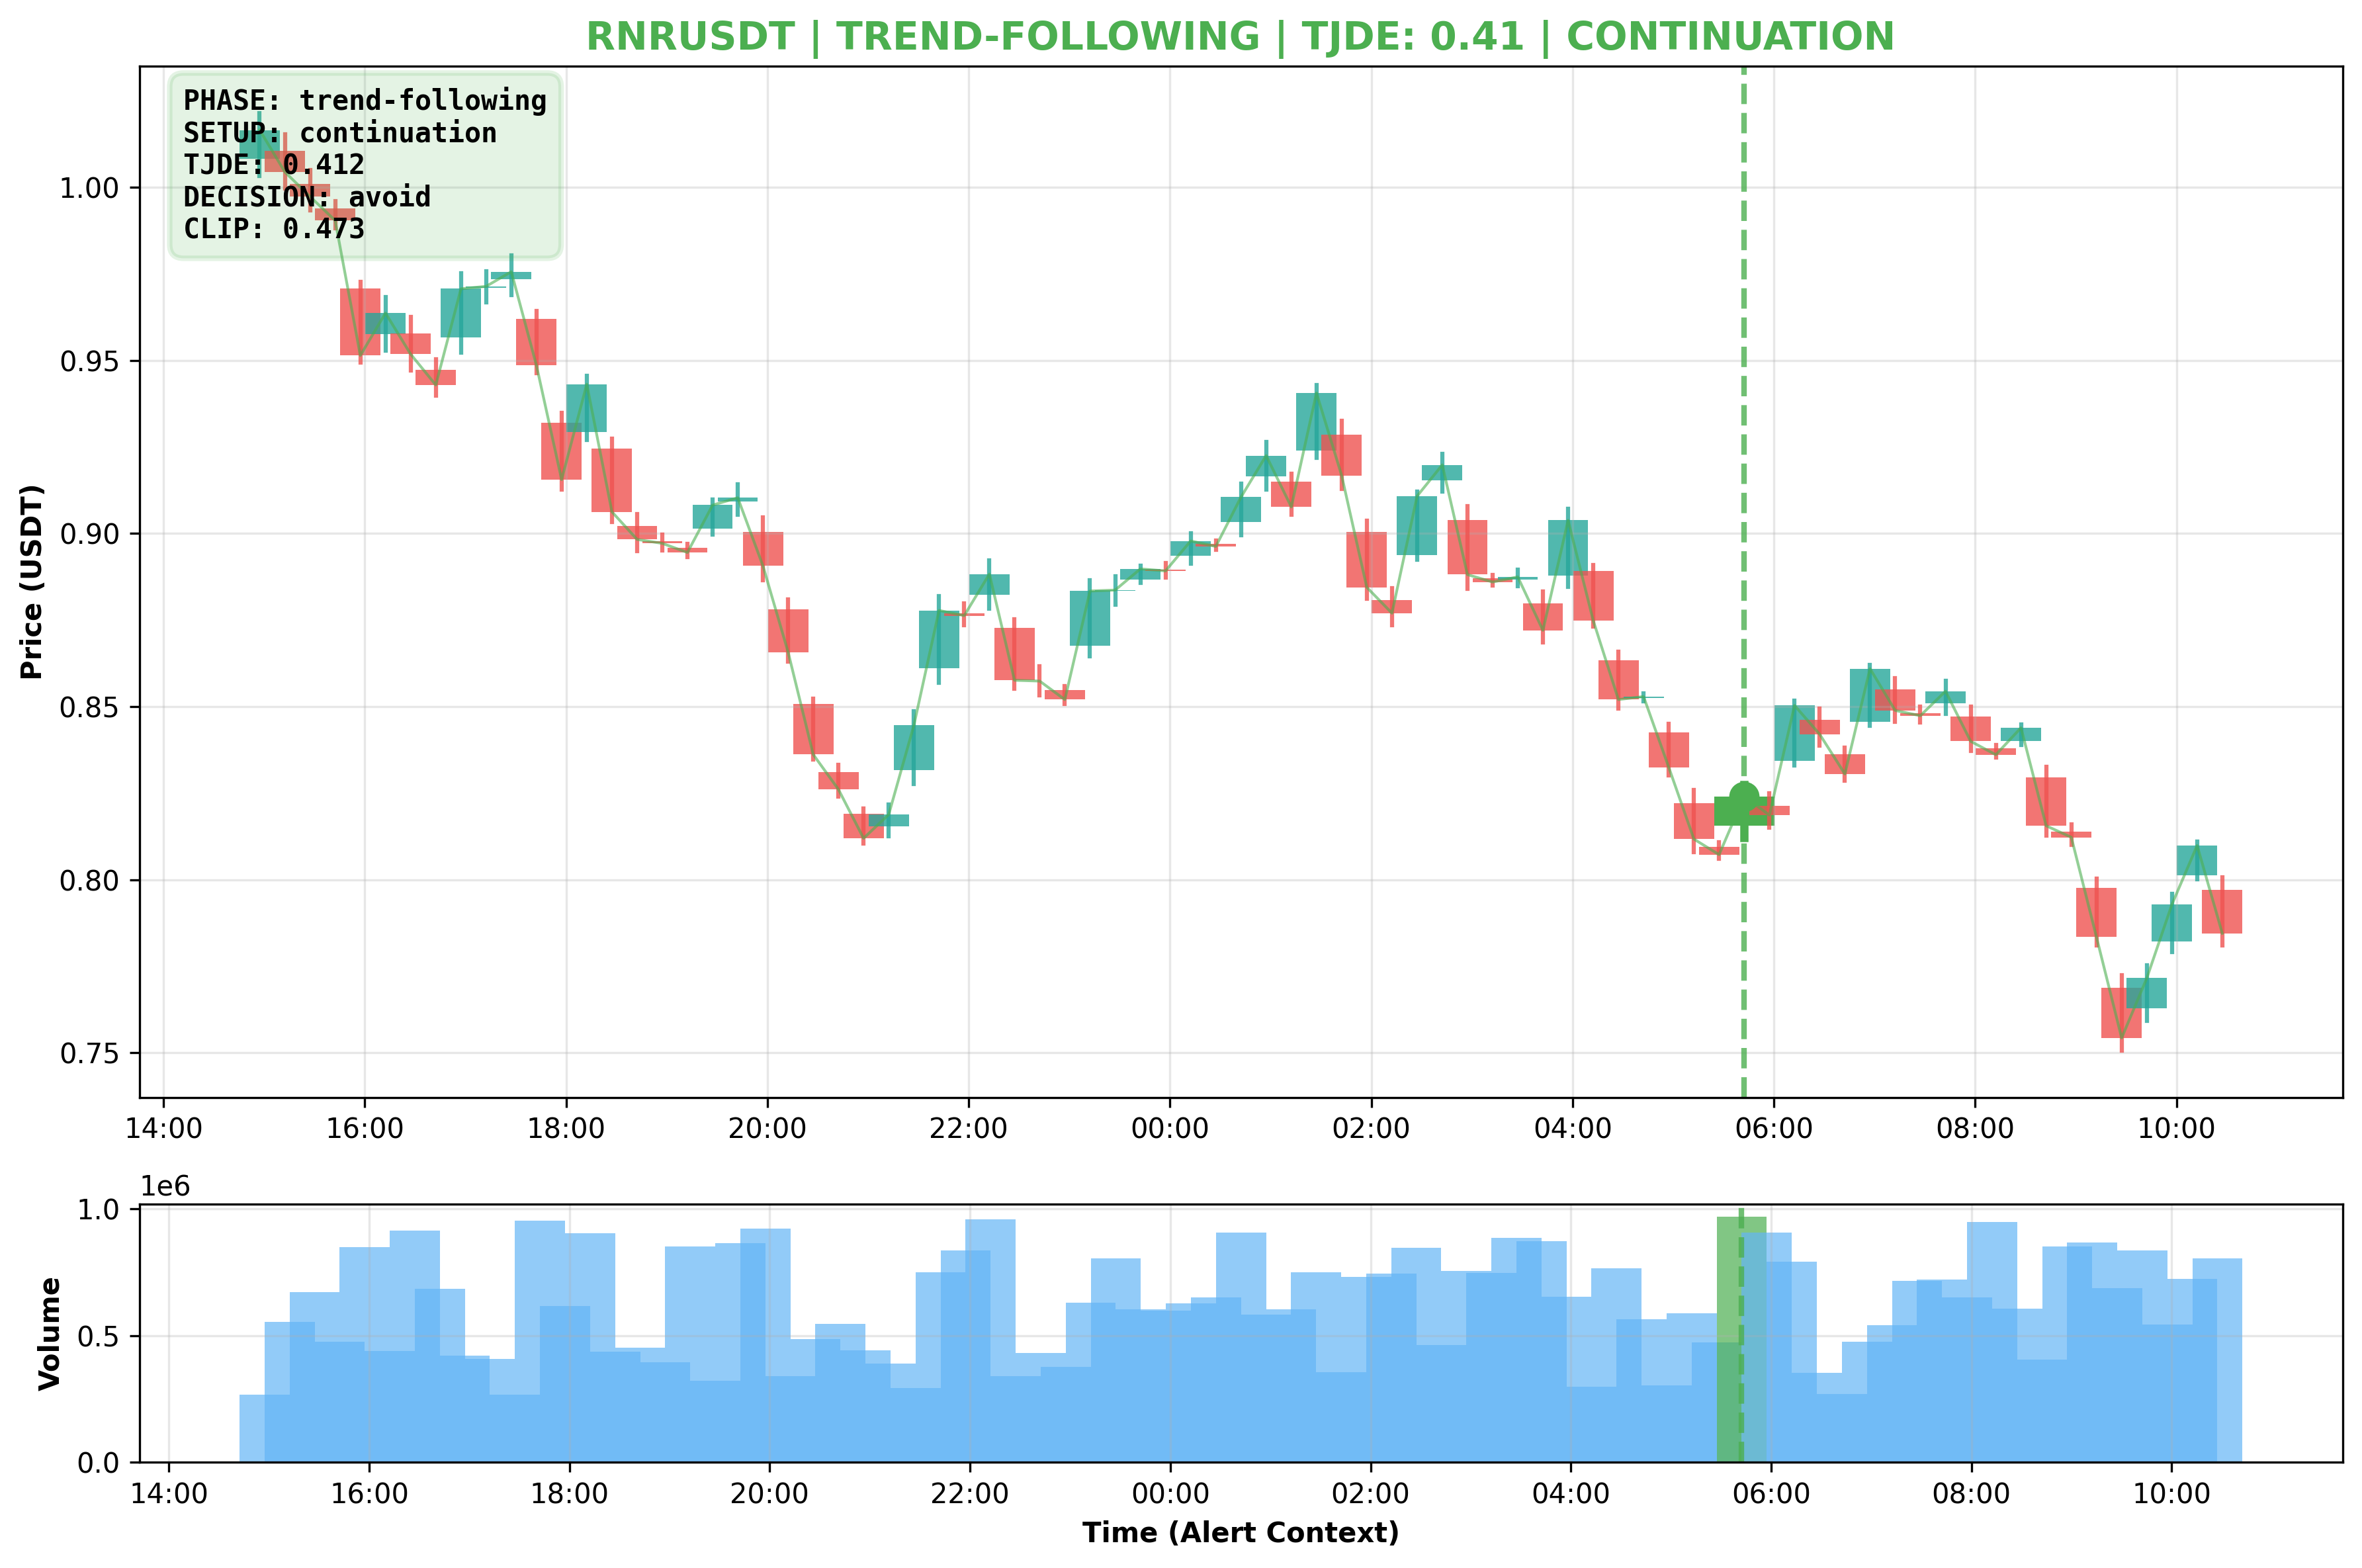 RNRUSDT | TREND-FOLLOWING | TJDE: 0.41 | CONTINUATION
PHASE: trend-following
SETUP: continuation
TJDE: 0.412
DECISION: avoid
CLIP: 0.473
Price (USDT)
1.00
0.95
0.90
0.85
0.80
0.75
14:00 16:00 18:00 20:00 22:00 00:00 02:00 04:00 06:00 08:00 10:00
1e6
Volume
1.0
0.5
0.0
14:00 16:00 18:00 20:00 22:00 00:00 02:00 04:00 06:00 08:00 10:00
Time (Alert Context)